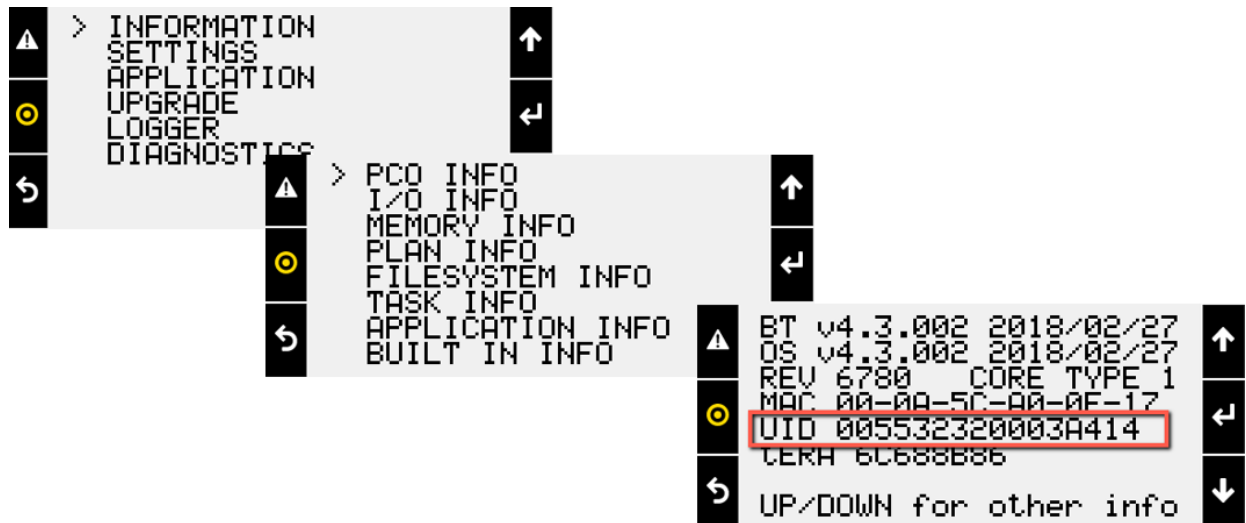 > INFORMATION
SETTINGS
APPLICATION
UPGRADE
LOGGER
DIAGNOSTICS
> PCO INFO
I/O INFO
MEMORY INFO
PLAN INFO
FILESYSTEM INFO
TASK INFO
APPLICATION INFO
BUILT IN INFO
BT v4.3.002 2018/02/27
OS v4.3.002 2018/02/27
REV 6780 CORE TYPE 1
MAC 00-0A-5C-A0-0F-17
UID 005532320003A414
tERA 6C688B86
UP/DOWN for other info